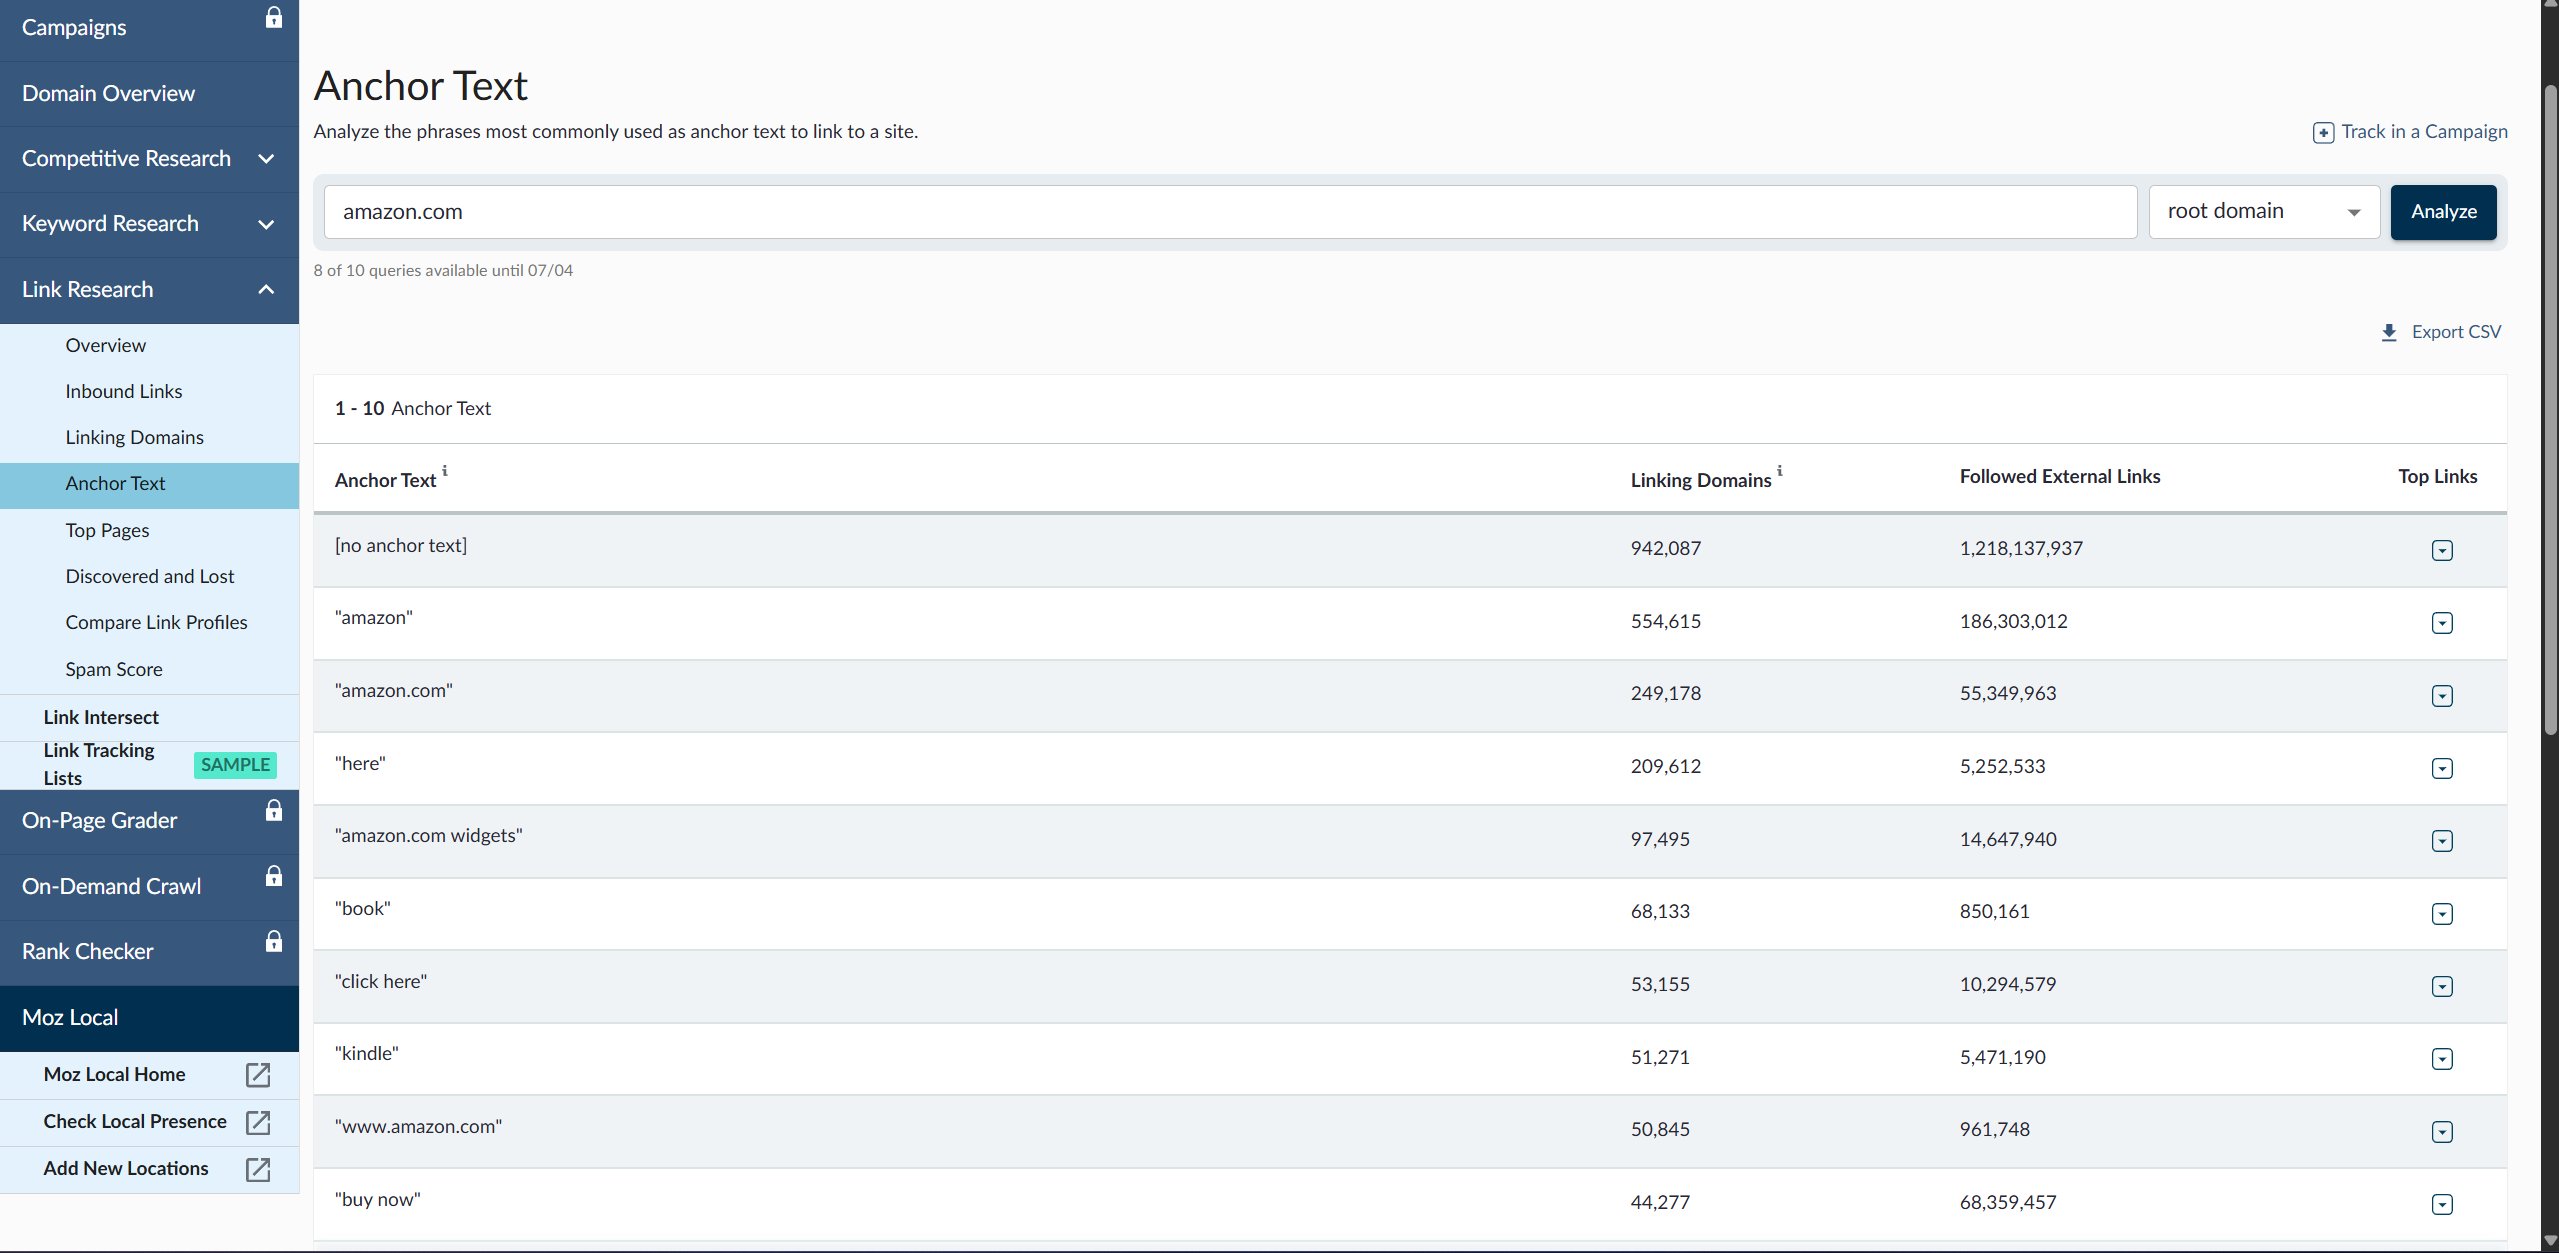 Campaigns
Domain Overview
Competitive Research
Keyword Research
Link Research
Overview
Inbound Links
Linking Domains
Anchor Text
Top Pages
Discovered and Lost
Compare Link Profiles
Spam Score
Link Intersect
Link Tracking
Lists
SAMPLE
On-Page Grader
On-Demand Crawl
Rank Checker
Moz Local
Moz Local Home
Check Local Presence
Add New Locations
Anchor Text
Analyze the phrases most commonly used as anchor text to link to a site.
Track in a Campaign
amazon.com
root domain
Analyze
8 of 10 queries available until 07/04
Export CSV
1 - 10 Anchor Text
Anchor Text i Linking Domains i Followed External Links Top Links
[no anchor text] 942,087 1,218,137,937
"amazon" 554,615 186,303,012
"amazon.com" 249,178 55,349,963
"here" 209,612 5,252,533
"amazon.com widgets" 97,495 14,647,940
"book" 68,133 850,161
"click here" 53,155 10,294,579
"kindle" 51,271 5,471,190
"www.amazon.com" 50,845 961,748
"buy now" 44,277 68,359,457